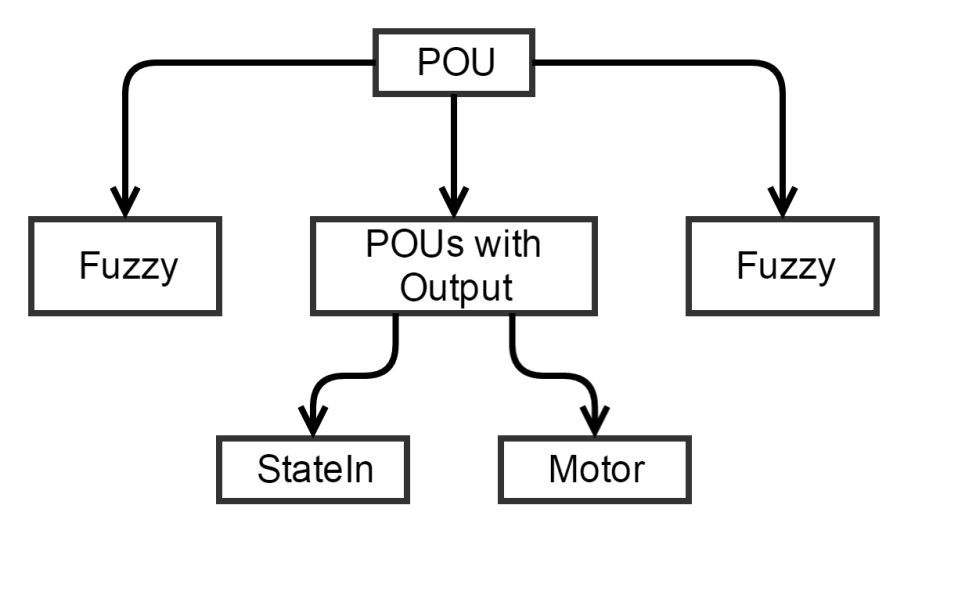 POU
Fuzzy
POUs with
Output
Fuzzy
StateIn
Motor